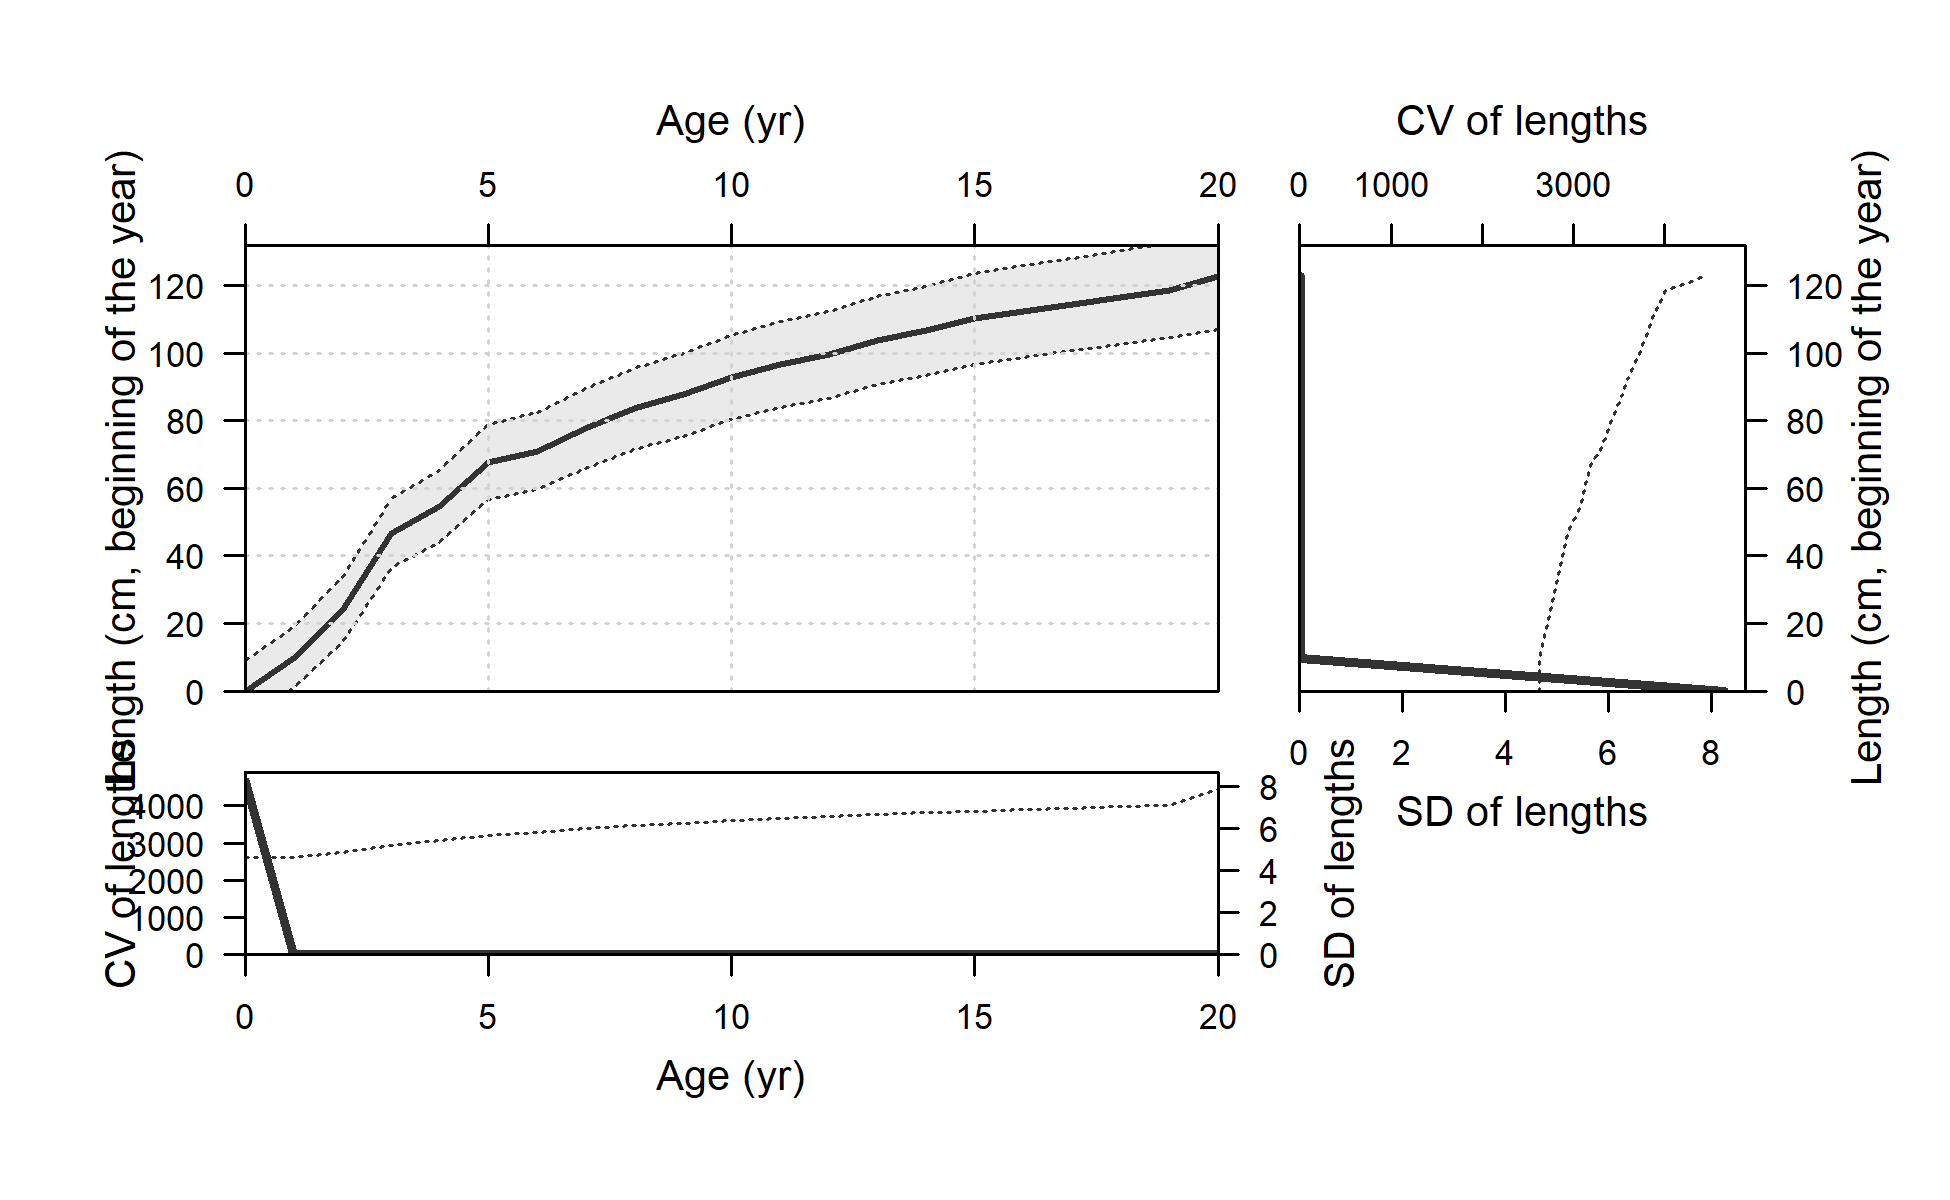 Age (yr)
CV of lengths
0 5 10 15 20
0 1000 3000
Length (cm, beginning of the year)
120
100
80
60
40
20
0
120
100
80
60
40
20
0
Length (cm, beginning of the year)
0 2 4 6 8
SD of lengths
CV of lengths
4000
3000
2000
1000
0
8
6
4
2
0
SD of lengths
0 5 10 15 20
Age (yr)